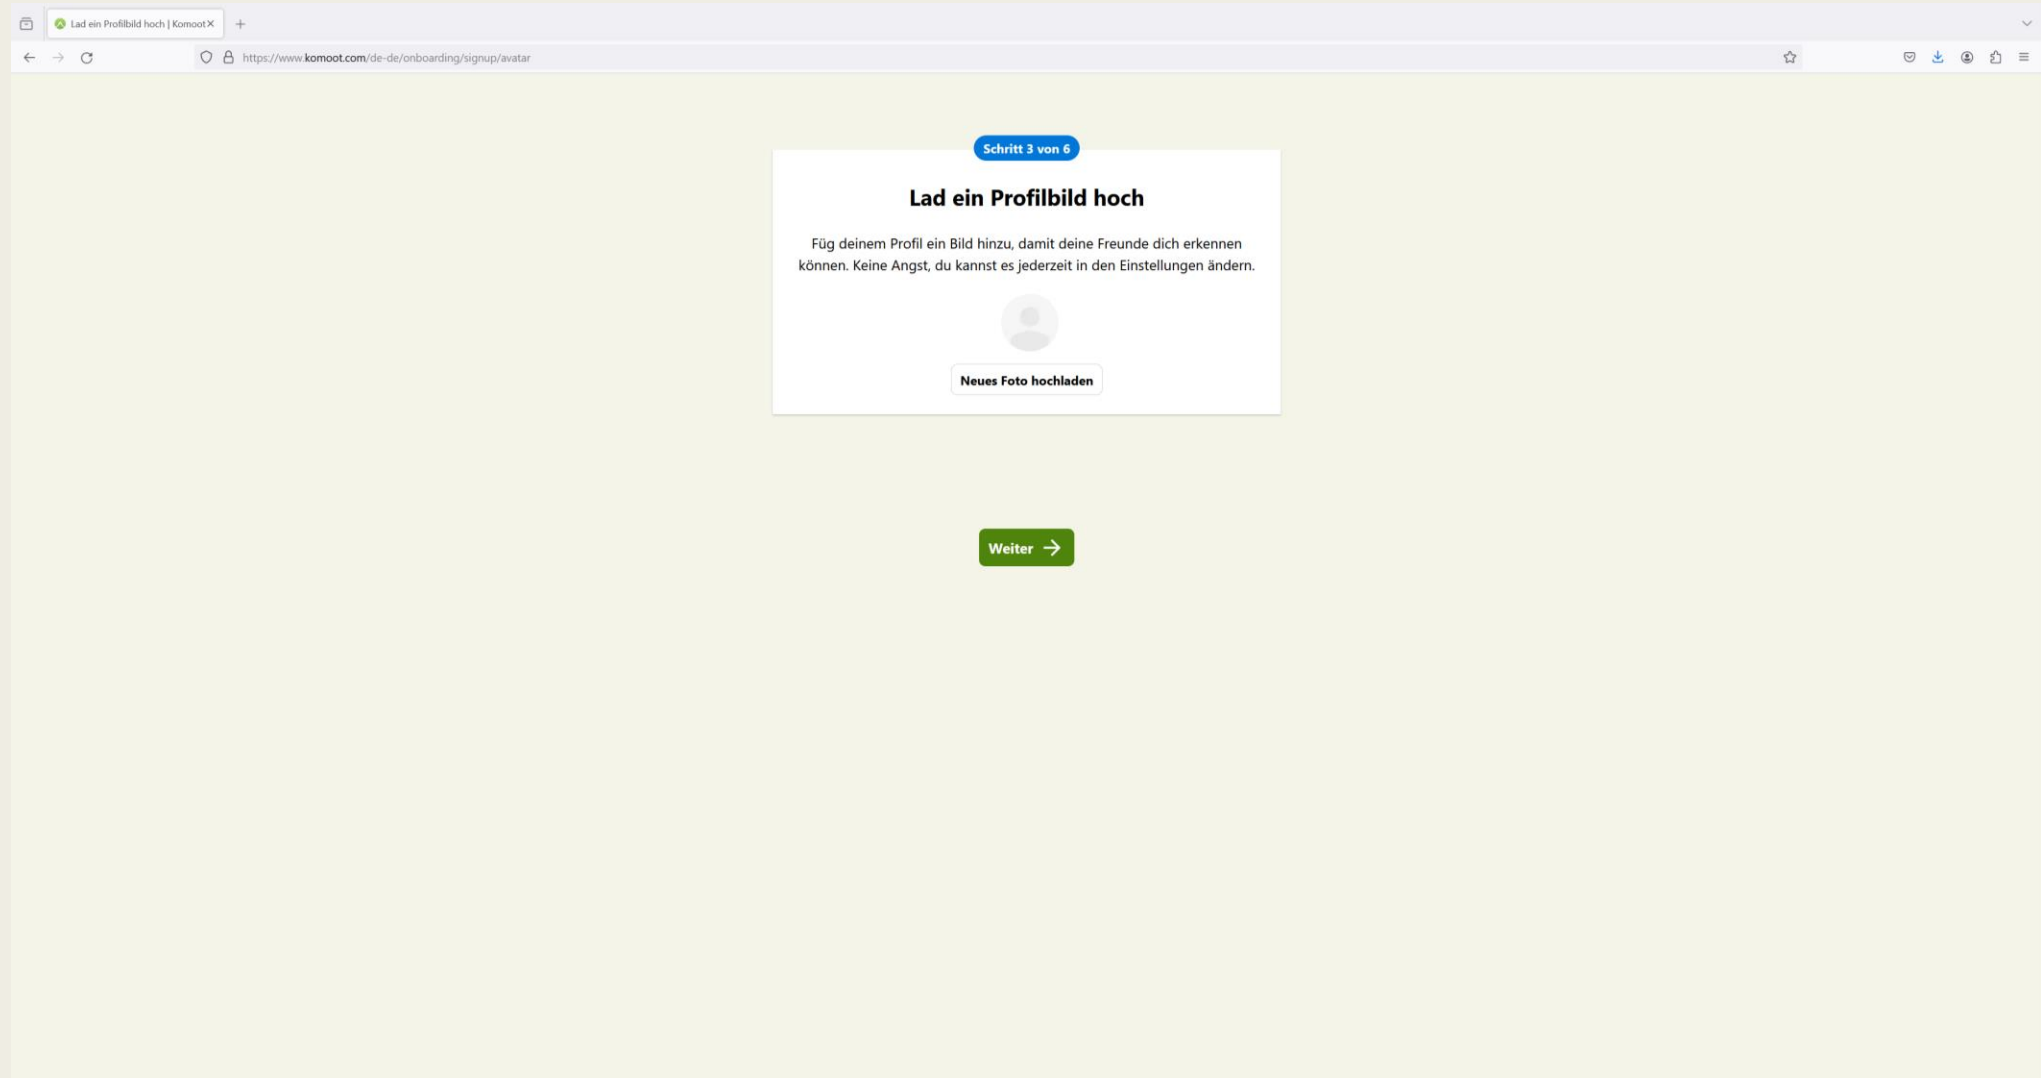 Lad ein Profilbild hoch | Komoot
https://www.komoot.com/de-de/onboarding/signup/avatar
Schritt 3 von 6
Lad ein Profilbild hoch
Füg deinem Profil ein Bild hinzu, damit deine Freunde dich erkennen
können. Keine Angst, du kannst es jederzeit in den Einstellungen ändern.
Neues Foto hochladen
Weiter